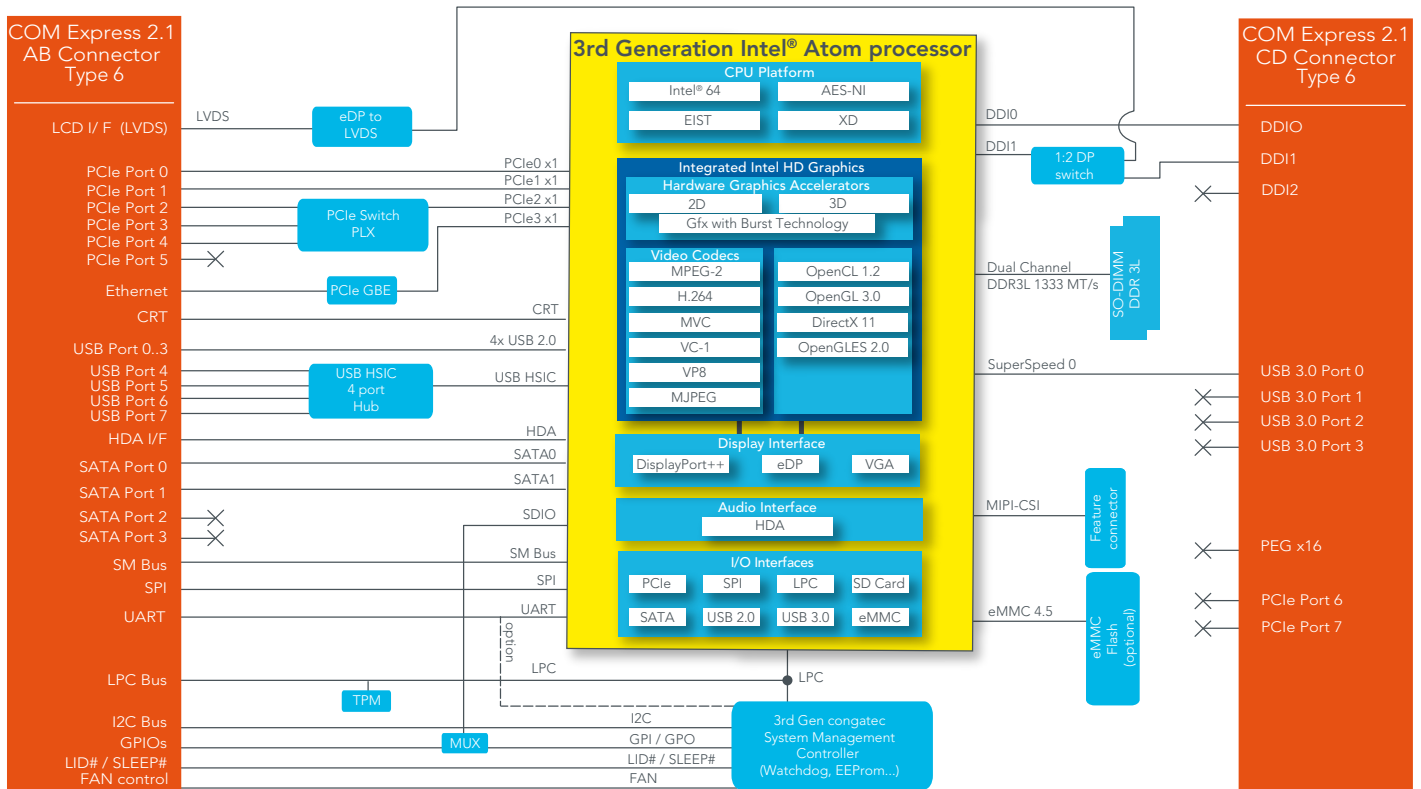 COM Express 2.1
AB Connector
Type 6
LCD I/ F (LVDS)
PCIe Port 0
PCIe Port 1
PCIe Port 2
PCIe Port 3
PCIe Port 4
PCIe Port 5
Ethernet
CRT
USB Port 0..3
USB Port 4
USB Port 5
USB Port 6
USB Port 7
HDA I/F
SATA Port 0
SATA Port 1
SATA Port 2
SATA Port 3
SM Bus
SPI
UART
LPC Bus
I2C Bus
GPIOs
LID# / SLEEP#
FAN control
LVDS
eDP to
LVDS
PCIe Switch
PLX
PCIe GBE
USB HSIC
4 port
Hub
TPM
MUX
PCIe0 x1
PCIe1 x1
PCIe2 x1
PCIe3 x1
CRT
4x USB 2.0
USB HSIC
HDA
SATA0
SATA1
SDIO
SM Bus
SPI
UART
option
LPC
I2C
GPI / GPO
LID# / SLEEP#
FAN
3rd Generation Intel® Atom processor
CPU Platform
Intel® 64
AES-NI
EIST
XD
Integrated Intel HD Graphics
Hardware Graphics Accelerators
2D
3D
Gfx with Burst Technology
Video Codecs
MPEG-2
H.264
MVC
VC-1
VP8
MJPEG
OpenCL 1.2
OpenGL 3.0
DirectX 11
OpenGLES 2.0
Display Interface
DisplayPort++
eDP
VGA
Audio Interface
HDA
I/O Interfaces
PCIe
SPI
LPC
SD Card
SATA
USB 2.0
USB 3.0
eMMC
LPC
3rd Gen congatec
System Management
Controller
(Watchdog, EEProm...)
DDI0
DDI1
1:2 DP
switch
Dual Channel
DDR3L 1333 MT/s
SO-DIMM
DDR 3L
SuperSpeed 0
MIPI-CSI
Feature
connector
eMMC 4.5
eMMC
Flash
(optional)
COM Express 2.1
CD Connector
Type 6
DDIO
DDI1
DDI2
USB 3.0 Port 0
USB 3.0 Port 1
USB 3.0 Port 2
USB 3.0 Port 3
PEG x16
PCIe Port 6
PCIe Port 7